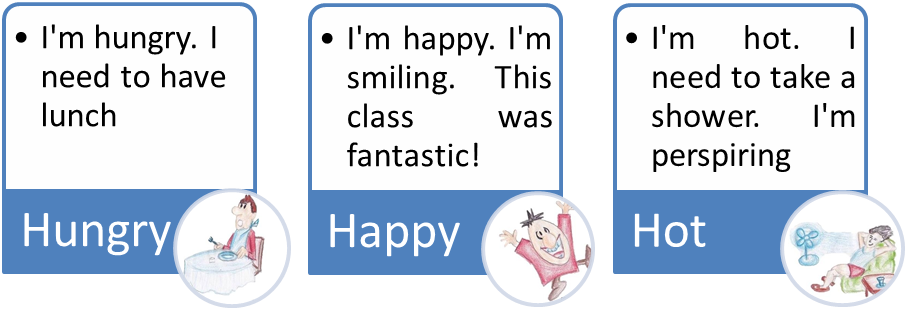 • I'm hungry. I
need to have
lunch
Hungry
• I'm happy. I'm
smiling. This
class was
fantastic!
Happy
• I'm hot. I
need to take a
shower. I'm
perspiring
Hot